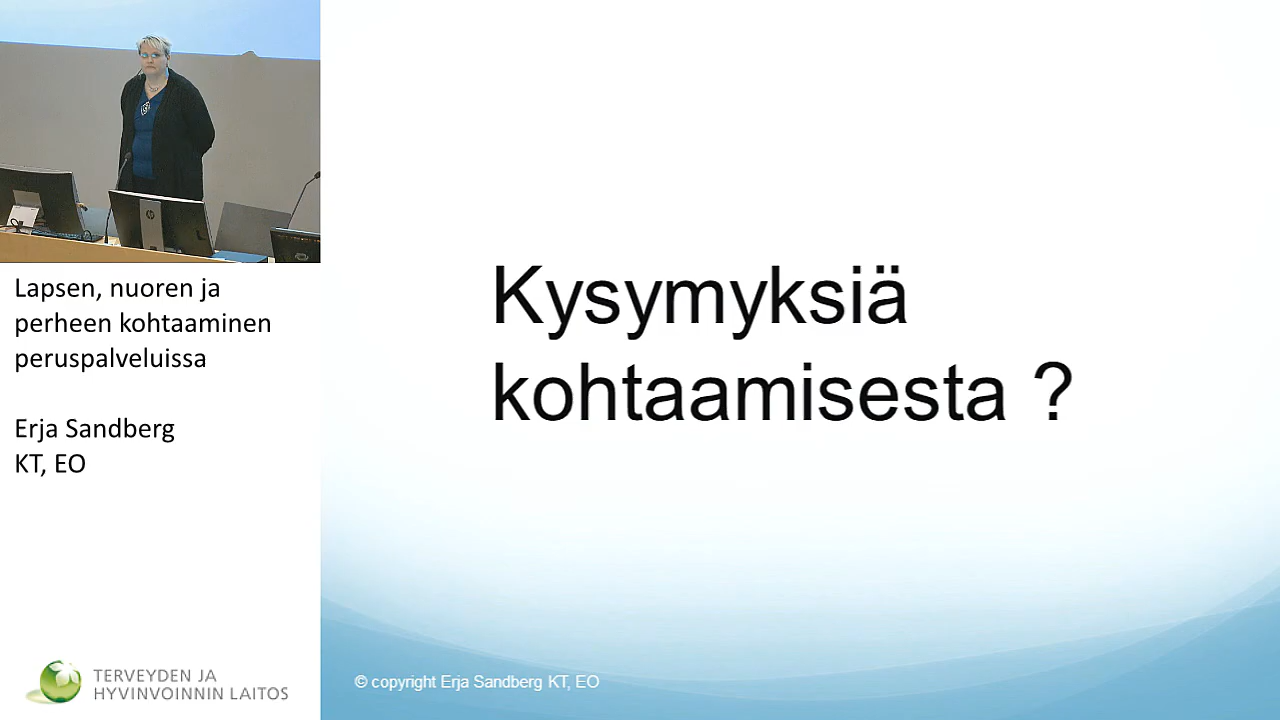 Lapsen, nuoren ja
perheen kohtaaminen
peruspalveluissa
Erja Sandberg
KT, EO
TERVEYDEN JA
HYVINVOINNIN LAITOS
Kysymyksiä
kohtaamisesta ?
© copyright Erja Sandberg KT, EO